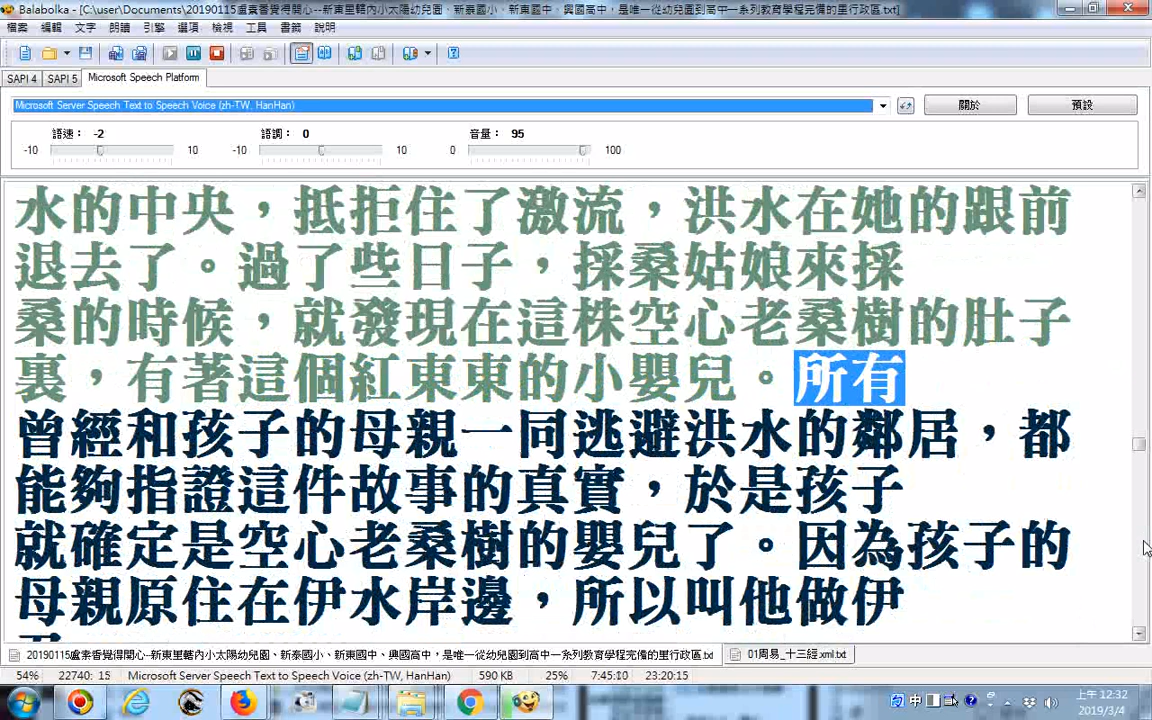 Balabolka - [C:\user\Documents\20190115盧素香覺得開心--新東里轄內小太陽幼兒園、新泰國小、新東國中、興國高中，是唯一從幼兒園到高中一系列教育學程完備的里行政區.txt]
檔案 編輯 文字 朗讀 引擎 選項 檢視 工具 書籤 說明
SAPI 4 SAPI 5 Microsoft Speech Platform
Microsoft Server Speech Text to Speech Voice (zh-TW, HanHan) 關於 預設
語速： -2 語調： 0 音量： 95
-10 10 -10 10 0 100
水的中央，抵拒住了激流，洪水在她的跟前
退去了。過了些日子，採桑姑娘來採
桑的時候，就發現在這株空心老桑樹的肚子
裏，有著這個紅東東的小嬰兒。所有
曾經和孩子的母親一同逃避洪水的鄰居，都
能夠指證這件故事的真實，於是孩子
就確定是空心老桑樹的嬰兒了。因為孩子的
母親原住在伊水岸邊，所以叫他做伊
20190115盧素香覺得開心--新東里轄內小太陽幼兒園、新泰國小、新東國中、興國高中，是唯一從幼兒園到高中一系列教育學程完備的里行政區.txt 01周易_十三經.xml.txt
54% 22740: 15 Microsoft Server Speech Text to Speech Voice (zh-TW, HanHan) 590 KB 25% 7:45:10 23:20:15
中 上午 12:32
2019/3/4